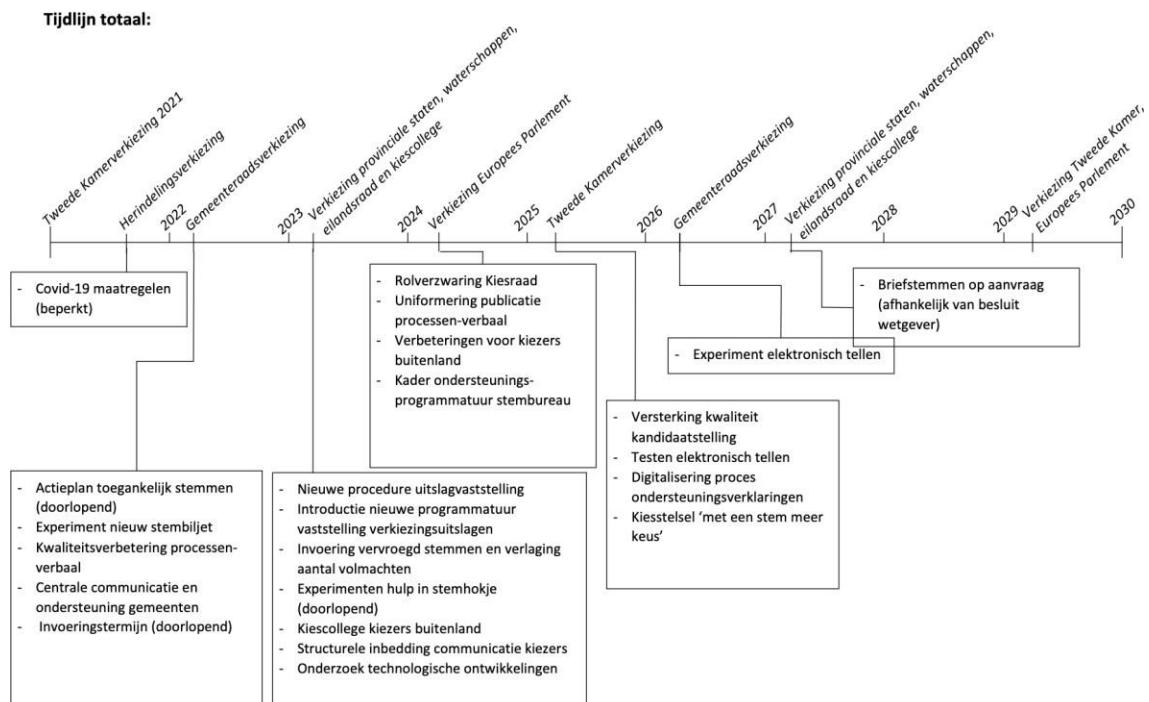 Tijdlijn totaal:
Tweede Kamerverkiezing 2021
Herindelingsverkiezing
2022
Gemeenteraadsverkiezing
2023
Verkiezing provinciale staten, waterschappen,
eilandsraad en kiescollege
2024
Verkiezing Europees Parlement
2025
Tweede Kamerverkiezing
2026
Gemeenteraadsverkiezing
2027
Verkiezing provinciale staten, waterschappen,
eilandsraad en kiescollege
2028
2029
Verkiezing Tweede Kamer,
Europees Parlement
2030
- Covid-19 maatregelen
(beperkt)
- Actieplan toegankelijk stemmen
(doorlopend)
- Experiment nieuw stembiljet
- Kwaliteitsverbetering processen-
verbaal
- Centrale communicatie en
ondersteuning gemeenten
- Invoeringstermijn (doorlopend)
- Nieuwe procedure uitslagvaststelling
- Introductie nieuwe programmatuur
vaststelling verkiezingsuitslagen
- Invoering vervroegd stemmen en verlaging
aantal volmachten
- Experimenten hulp in stemhokje
(doorlopend)
- Kiescollege kiezers buitenland
- Structurele inbedding communicatie kiezers
- Onderzoek technologische ontwikkelingen
- Rolverzwaring Kiesraad
- Uniformering publicatie
processen-verbaal
- Verbeteringen voor kiezers
buitenland
- Kader ondersteunings-
programmatuur stembureau
- Versterking kwaliteit
kandidaatstelling
- Testen elektronisch tellen
- Digitalisering proces
ondersteuningsverklaringen
- Kiesstelsel ‘met een stem meer
keus’
- Experiment elektronisch tellen
- Briefstemmen op aanvraag
(afhankelijk van besluit
wetgever)